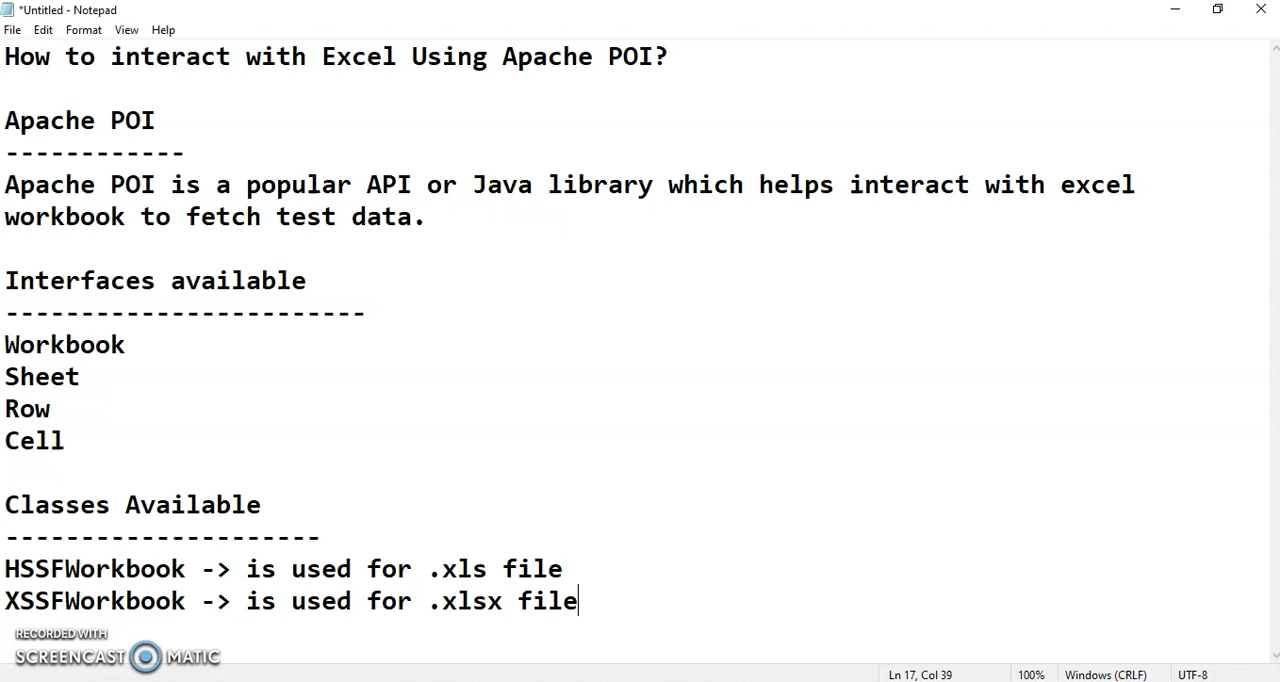 *Untitled - Notepad
File Edit Format View Help
How to interact with Excel Using Apache POI?
Apache POI
------------
Apache POI is a popular API or Java library which helps interact with excel
workbook to fetch test data.
Interfaces available
------------------------
Workbook
Sheet
Row
Cell
Classes Available
---------------------
HSSFWorkbook -> is used for .xls file
XSSFWorkbook -> is used for .xlsx file
RECORDED WITH
SCREENCAST MATIC
Ln 17, Col 39 100% Windows (CRLF) UTF-8